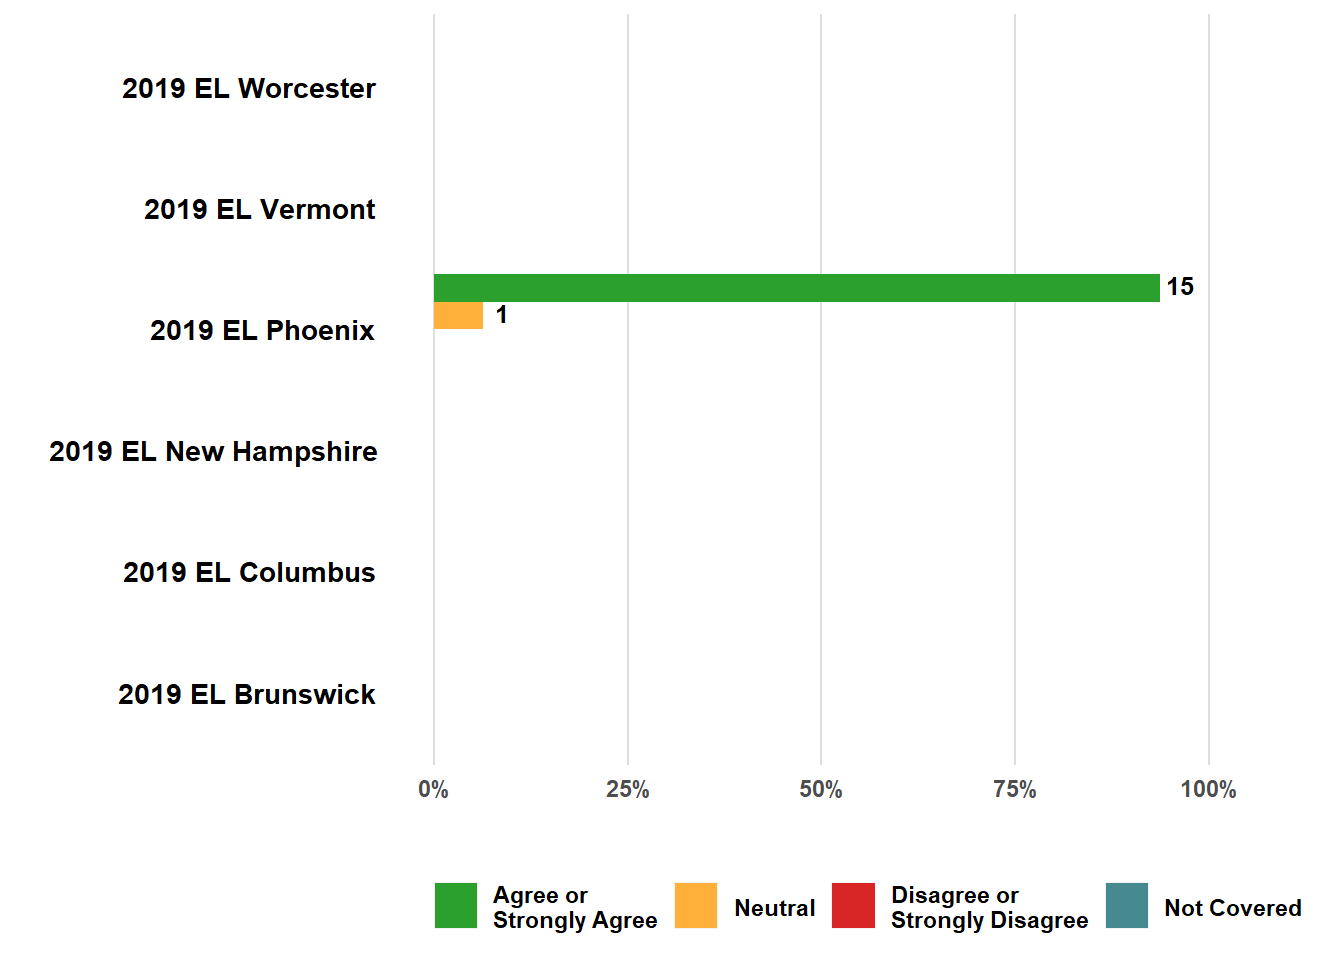 2019 EL Worcester
2019 EL Vermont
15
1
2019 EL Phoenix
2019 EL New Hampshire
2019 EL Columbus
2019 EL Brunswick
0% 25% 50% 75% 100%
Agree or
Strongly Agree
Neutral
Disagree or
Strongly Disagree
Not Covered